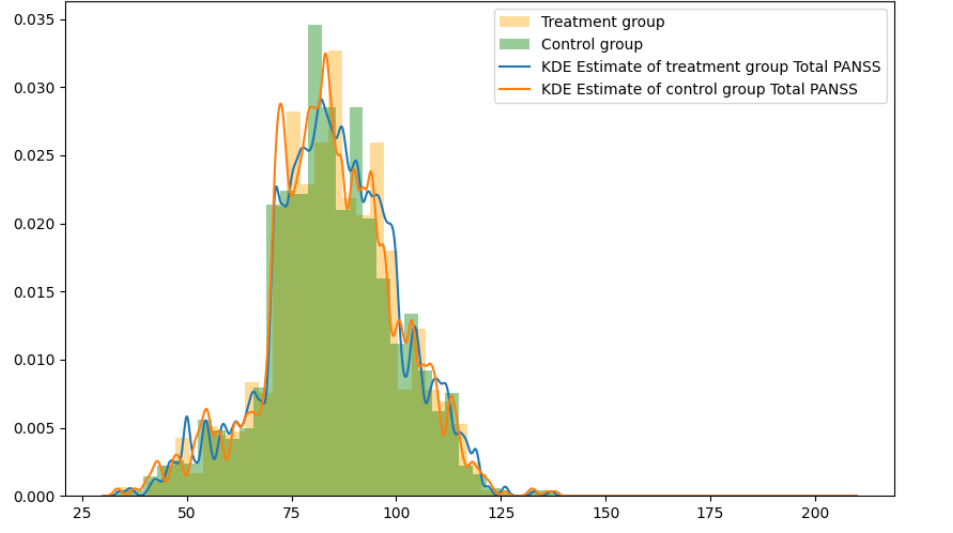 0.035
0.030
0.025
0.020
0.015
0.010
0.005
0.000
25 50 75 100 125 150 175 200
Treatment group
Control group
KDE Estimate of treatment group Total PANSS
KDE Estimate of control group Total PANSS